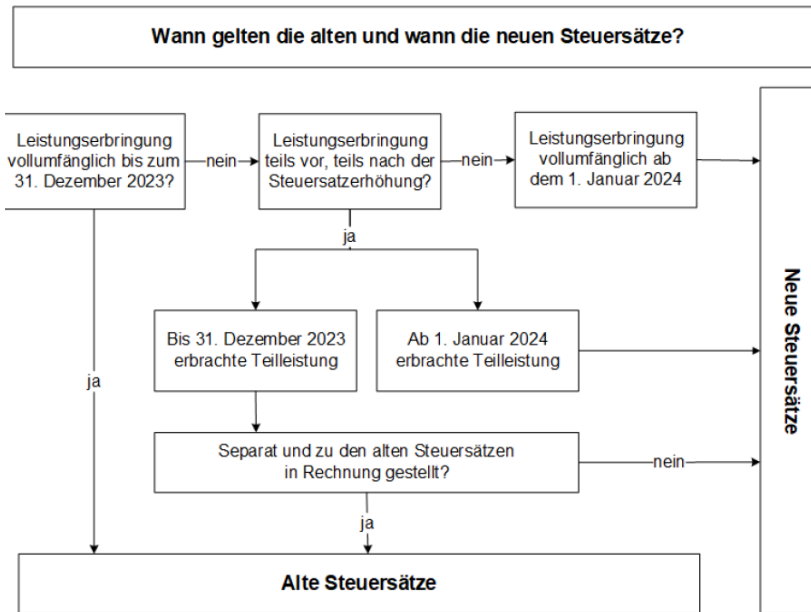 Wann gelten die alten und wann die neuen Steuersätze?
Leistungserbringung
vollumfänglich bis zum
31. Dezember 2023?
nein
Leistungserbringung
teils vor, teils nach der
Steuersatzerhöhung?
nein
Leistungserbringung
vollumfänglich ab
dem 1. Januar 2024
ja
Bis 31. Dezember 2023
erbrachte Teilleistung
Ab 1. Januar 2024
erbrachte Teilleistung
ja
Separat und zu den alten Steuersätzen
in Rechnung gestellt?
nein
ja
Alte Steuersätze
Neue Steuersätze